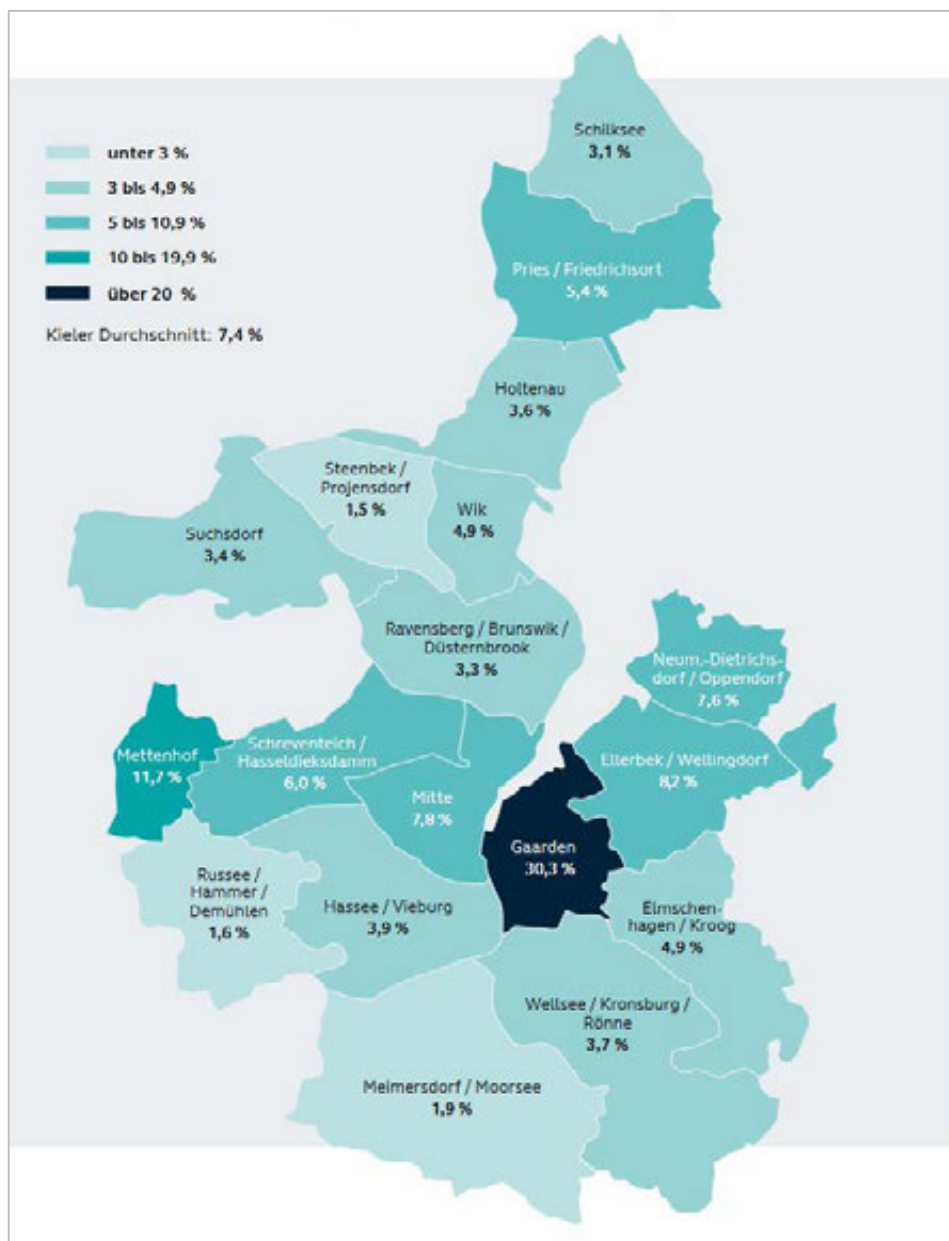 unter 3 %
3 bis 4,9 %
5 bis 10,9 %
10 bis 19,9 %
über 20 %
Kieler Durchschnitt: 7,4 %
Schilksee
3,1 %
Pries / Friedrichsort
5,4 %
Holtenau
3,6 %
Steenbek /
Projensdorf
1,5 %
Wik
4,9 %
Suchsdorf
3,4 %
Ravensberg / Brunswik /
Düsternbrook
3,3 %
Neum.-Dietrichs-
dorf / Oppendorf
7,6 %
Mettenhof
11,7 %
Schreventeich /
Hasseldieksdamm
6,0 %
Mitte
7,8 %
Ellerbek / Wellingdorf
8,2 %
Gaarden
30,3 %
Russee /
Hammer /
Demühlen
1,6 %
Hassee / Vieburg
3,9 %
Elmschen-
hagen / Kroog
4,9 %
Wellsee / Kronsburg /
Rönne
3,7 %
Meimersdorf / Moorsee
1,9 %